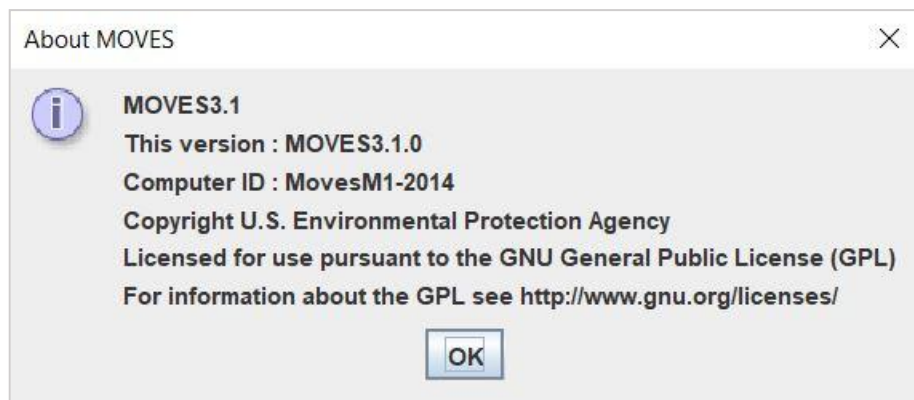 About MOVES
MOVES3.1
This version : MOVES3.1.0
Computer ID : MovesM1-2014
Copyright U.S. Environmental Protection Agency
Licensed for use pursuant to the GNU General Public License (GPL)
For information about the GPL see http://www.gnu.org/licenses/
OK